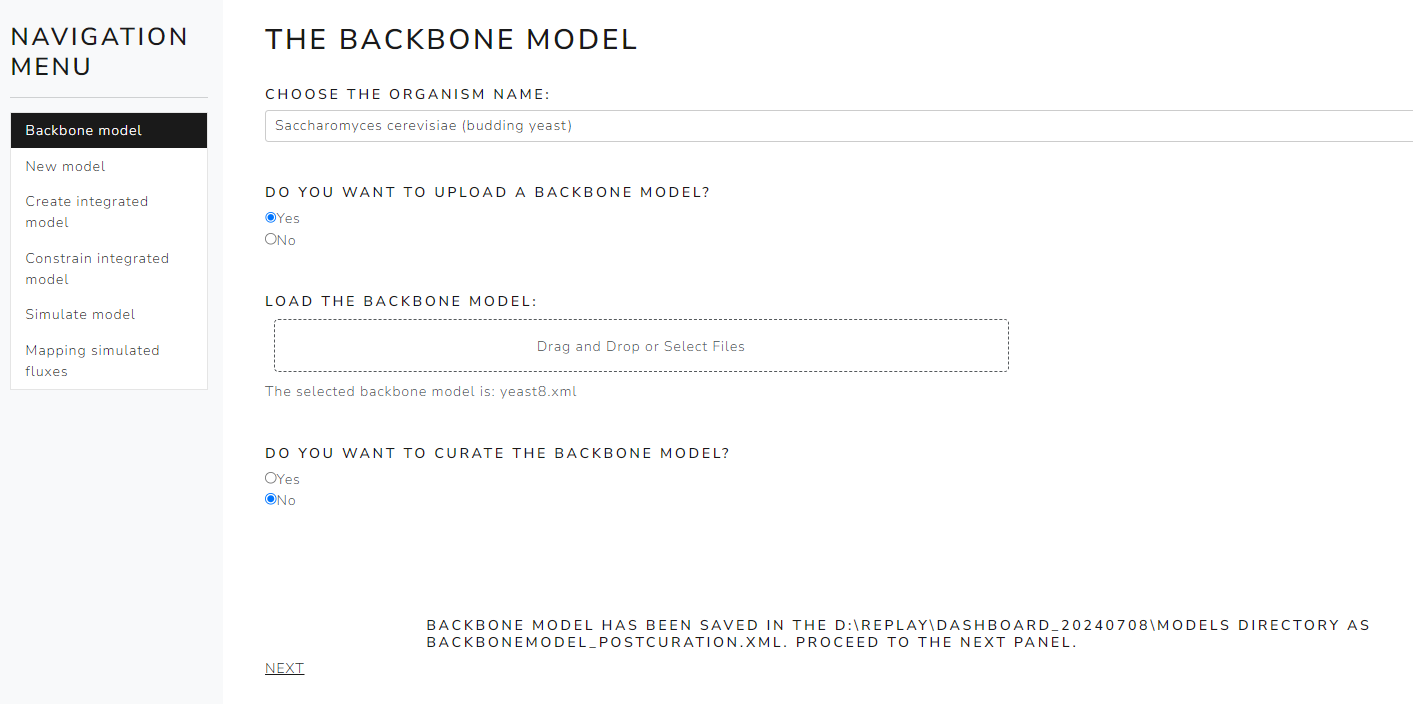 NAVIGATION
MENU
Backbone model
New model
Create integrated
model
Constrain integrated
model
Simulate model
Mapping simulated
fluxes
THE BACKBONE MODEL
CHOOSE THE ORGANISM NAME:
Saccharomyces cerevisiae (budding yeast)
DO YOU WANT TO UPLOAD A BACKBONE MODEL?
Yes
No
LOAD THE BACKBONE MODEL:
Drag and Drop or Select Files
The selected backbone model is: yeast8.xml
DO YOU WANT TO CURATE THE BACKBONE MODEL?
Yes
No
BACKBONE MODEL HAS BEEN SAVED IN THE D:\REPLAY\DASHBOARD_20240708\MODELS DIRECTORY AS
BACKBONEMODEL_POSTCURATION.XML. PROCEED TO THE NEXT PANEL.
NEXT